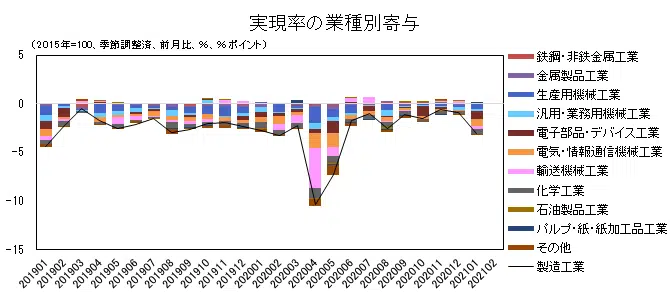 実現率の業種別寄与
（2015年=100、季節調整済、前月比、%、%ポイント）
5
0
−5
−10
−15
201901
201902
201903
201904
201905
201906
201907
201908
201909
201910
201911
201912
202001
202002
202003
202004
202005
202006
202007
202008
202009
202010
202011
202012
202101
202102
鉄鋼・非鉄金属工業
金属製品工業
生産用機械工業
汎用・業務用機械工業
電子部品・デバイス工業
電気・情報通信機械工業
輸送機械工業
化学工業
石油製品工業
パルプ・紙・紙加工品工業
その他
製造工業